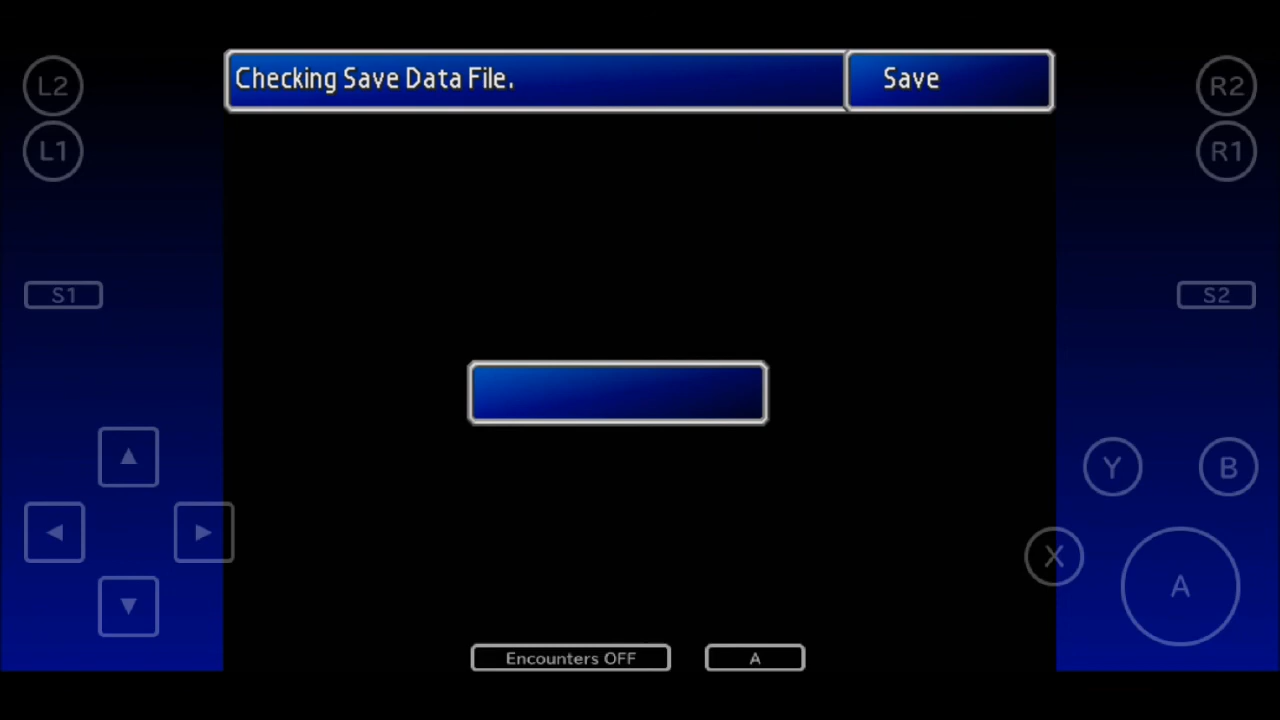 Checking Save Data File.
Save
L2
R2
L1
R1
S1
S2
Y
B
X
A
Encounters OFF
A